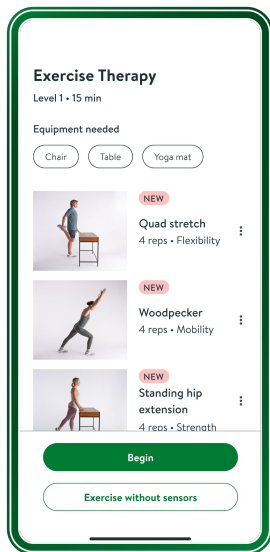 Exercise Therapy
Level 1 • 15 min
Equipment needed
Chair
Table
Yoga mat
NEW
Quad stretch
4 reps • Flexibility
NEW
Woodpecker
4 reps • Mobility
NEW
Standing hip
extension
4 reps • Strength
Begin
Exercise without sensors